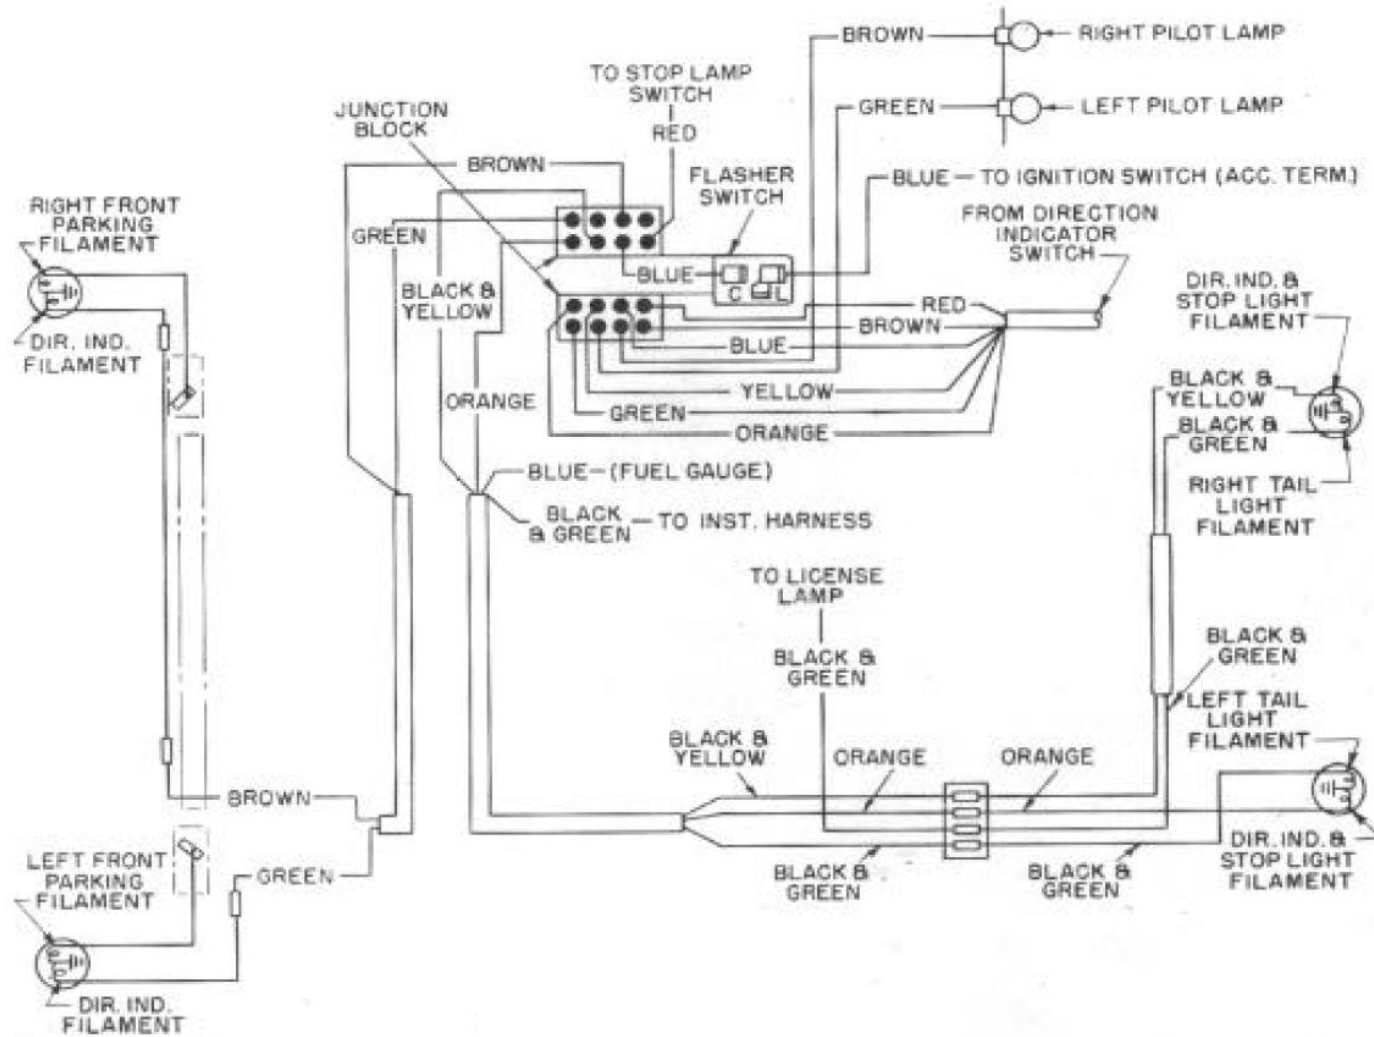 BROWN
RIGHT PILOT LAMP
TO STOP LAMP
SWITCH
JUNCTION
BLOCK
RED
GREEN
LEFT PILOT LAMP
BROWN
FLASHER
SWITCH
BLUE
TO IGNITION SWITCH (ACC. TERM.)
RIGHT FRONT
PARKING
FILAMENT
GREEN
FROM DIRECTION
INDICATOR
SWITCH
BLACK &
YELLOW
BLUE
C
L
DIR. IND. &
STOP LIGHT
FILAMENT
RED
BROWN
DIR. IND.
FILAMENT
BLUE
YELLOW
ORANGE
GREEN
ORANGE
BLACK &
YELLOW
BLACK &
GREEN
BLUE
(FUEL GAUGE)
BLACK
& GREEN
TO INST. HARNESS
RIGHT TAIL
LIGHT
FILAMENT
TO LICENSE
LAMP
BLACK &
GREEN
BLACK &
GREEN
LEFT TAIL
LIGHT
FILAMENT
BLACK &
YELLOW
ORANGE
ORANGE
BROWN
LEFT FRONT
PARKING
FILAMENT
GREEN
BLACK &
GREEN
BLACK &
GREEN
DIR. IND. &
STOP LIGHT
FILAMENT
DIR. IND.
FILAMENT